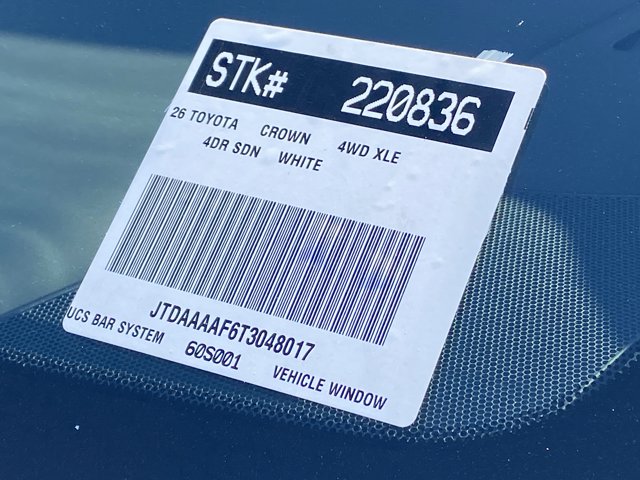 STK# 220836
26 TOYOTA CROWN 4WD XLE
4DR SDN WHITE
JTDAAAAF6T3048017
UCS BAR SYSTEM 60S001 VEHICLE WINDOW